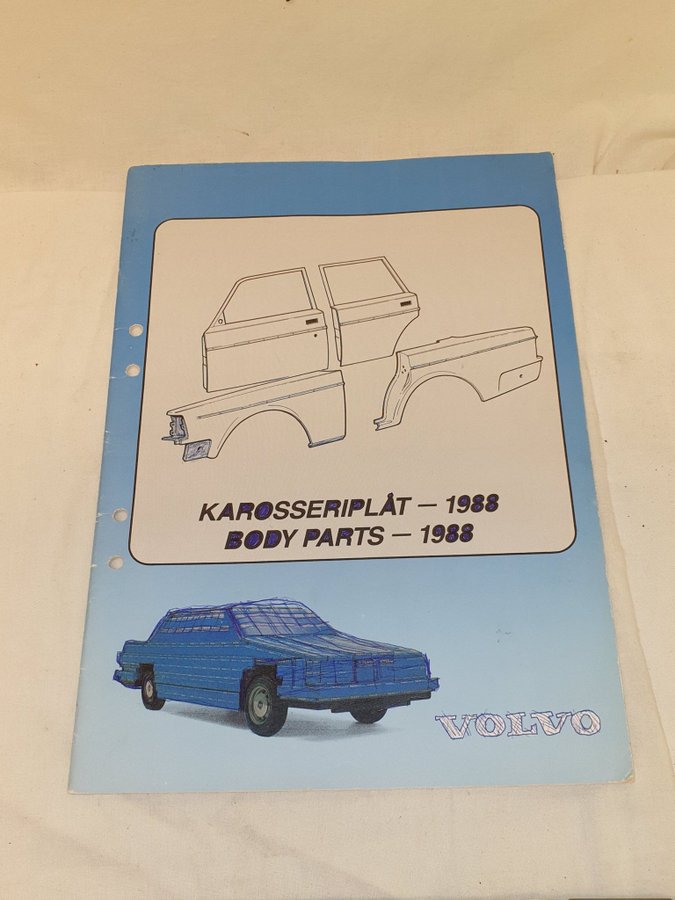 KAROSSERIPLÅT – 1988
BODY PARTS – 1988
VOLVO